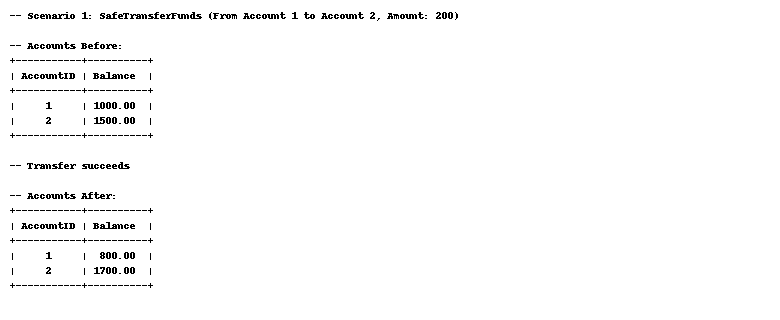 -- Scenario 1: SafeTransferFunds (From Account 1 to Account 2, Amount: 200)
-- Accounts Before:
+-----------+----------+
| AccountID | Balance  |
+-----------+----------+
|     1     | 1000.00  |
|     2     | 1500.00  |
+-----------+----------+
-- Transfer succeeds
-- Accounts After:
+-----------+----------+
| AccountID | Balance  |
+-----------+----------+
|     1     |  800.00  |
|     2     | 1700.00  |
+-----------+----------+